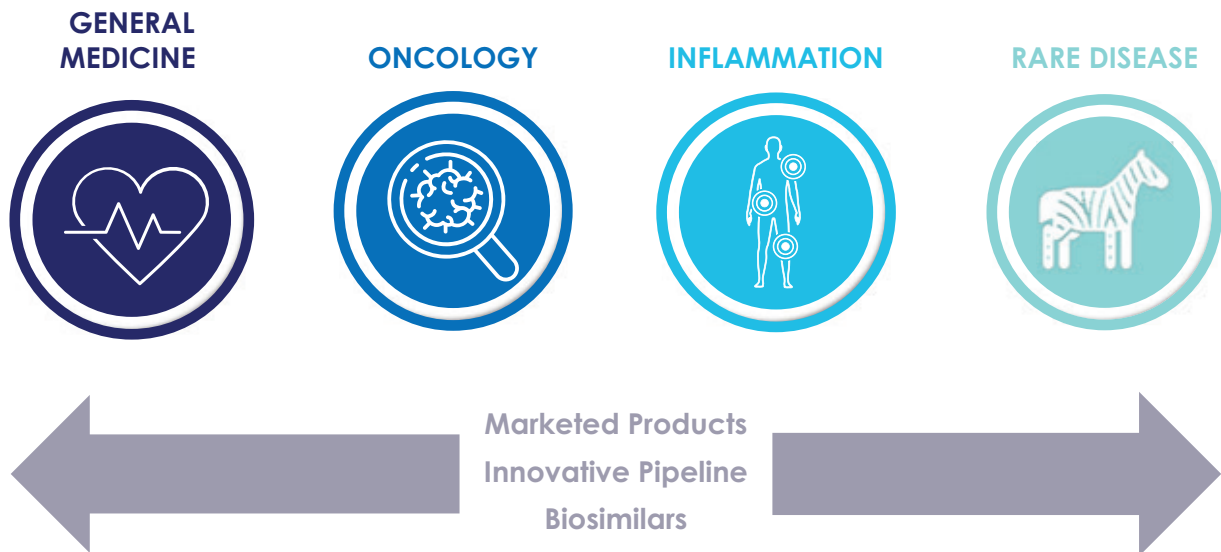 GENERAL
MEDICINE
ONCOLOGY
INFLAMMATION
RARE DISEASE
Marketed Products
Innovative Pipeline
Biosimilars